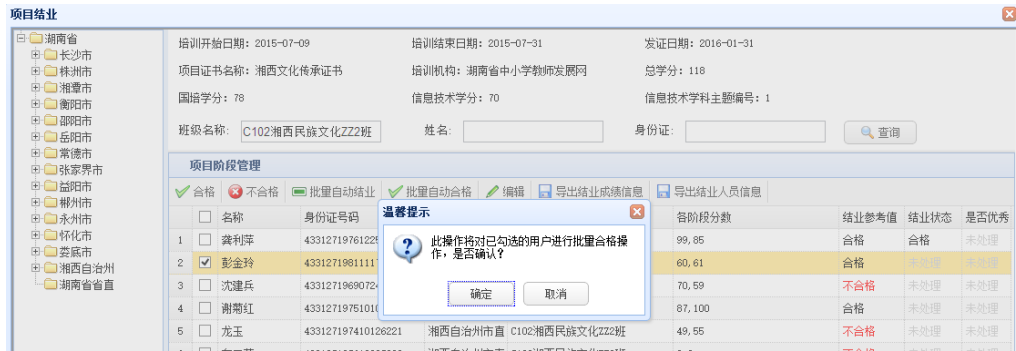 项目结业
湖南省
长沙市
株洲市
湘潭市
衡阳市
邵阳市
岳阳市
常德市
张家界市
益阳市
郴州市
永州市
怀化市
娄底市
湘西自治州
湖南省省直
培训开始日期: 2015-07-09 培训结束日期: 2015-07-31 发证日期: 2016-01-31
项目证书名称: 湘西文化传承证书 培训机构: 湖南省中小学教师发展网 总学分: 118
国培学分: 78 信息技术学分: 70 信息技术学科主题编号: 1
班级名称: C102湘西民族文化ZZ2班 姓名: 身份证: 查询
项目阶段管理
合格 不合格 批量自动结业 批量自动合格 编辑 导出结业成绩信息 导出结业人员信息
名称 身份证号码 各阶段分数 结业参考值 结业状态 是否优秀
1 龚利萍 4331271976122 99,85 合格 合格 未处理
2 彭金玲 4331271981111 60,61 合格 未处理 未处理
3 沈建兵 433127196907 70,59 不合格 未处理 未处理
4 谢菊红 4331271975101 87,100 合格 未处理 未处理
5 龙玉 433127197410126221 湘西自治州市直 C102湘西民族文化ZZ2班 49,55 不合格 未处理 未处理
温馨提示
此操作将对已勾选的用户进行批量合格操
作，是否确认?
确定 取消